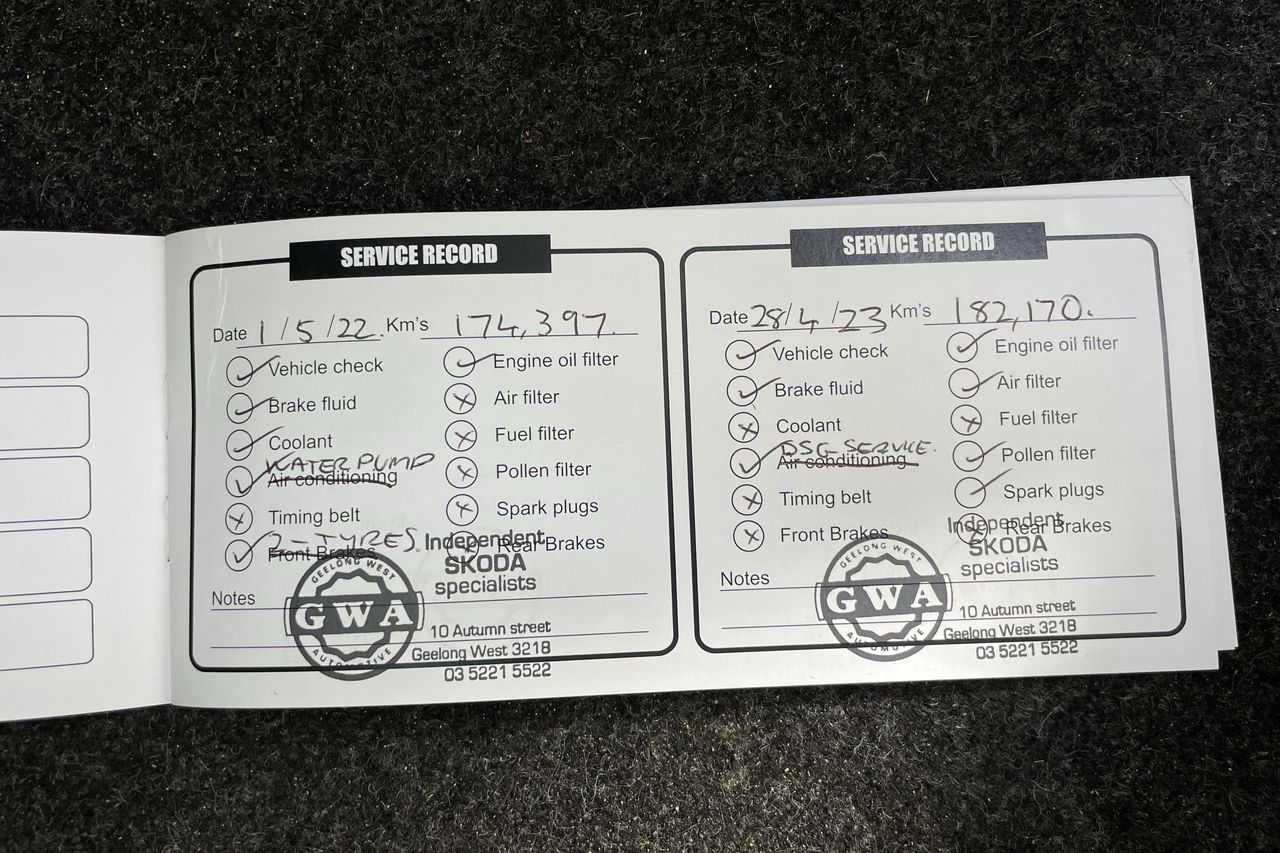 SERVICE RECORD
Date 1/5/22. Km's 174,397.
Vehicle check Engine oil filter
Brake fluid Air filter
Coolant Fuel filter
WATER PUMP
Air conditioning Pollen filter
Timing belt Spark plugs
2-TYRES.
Front Brakes Rear Brakes
Independent
ŠKODA
specialists
Notes
GEELONG WEST
GWA
AUTOMOTIVE
10 Autumn street
Geelong West 3218
03 5221 5522
SERVICE RECORD
Date 28/4/23 Km's 182,170.
Vehicle check Engine oil filter
Brake fluid Air filter
Coolant Fuel filter
DSG SERVICE.
Air conditioning Pollen filter
Timing belt Spark plugs
Front Brakes Rear Brakes
Independent
ŠKODA
specialists
Notes
GEELONG WEST
GWA
AUTOMOTIVE
10 Autumn street
Geelong West 3218
03 5221 5522